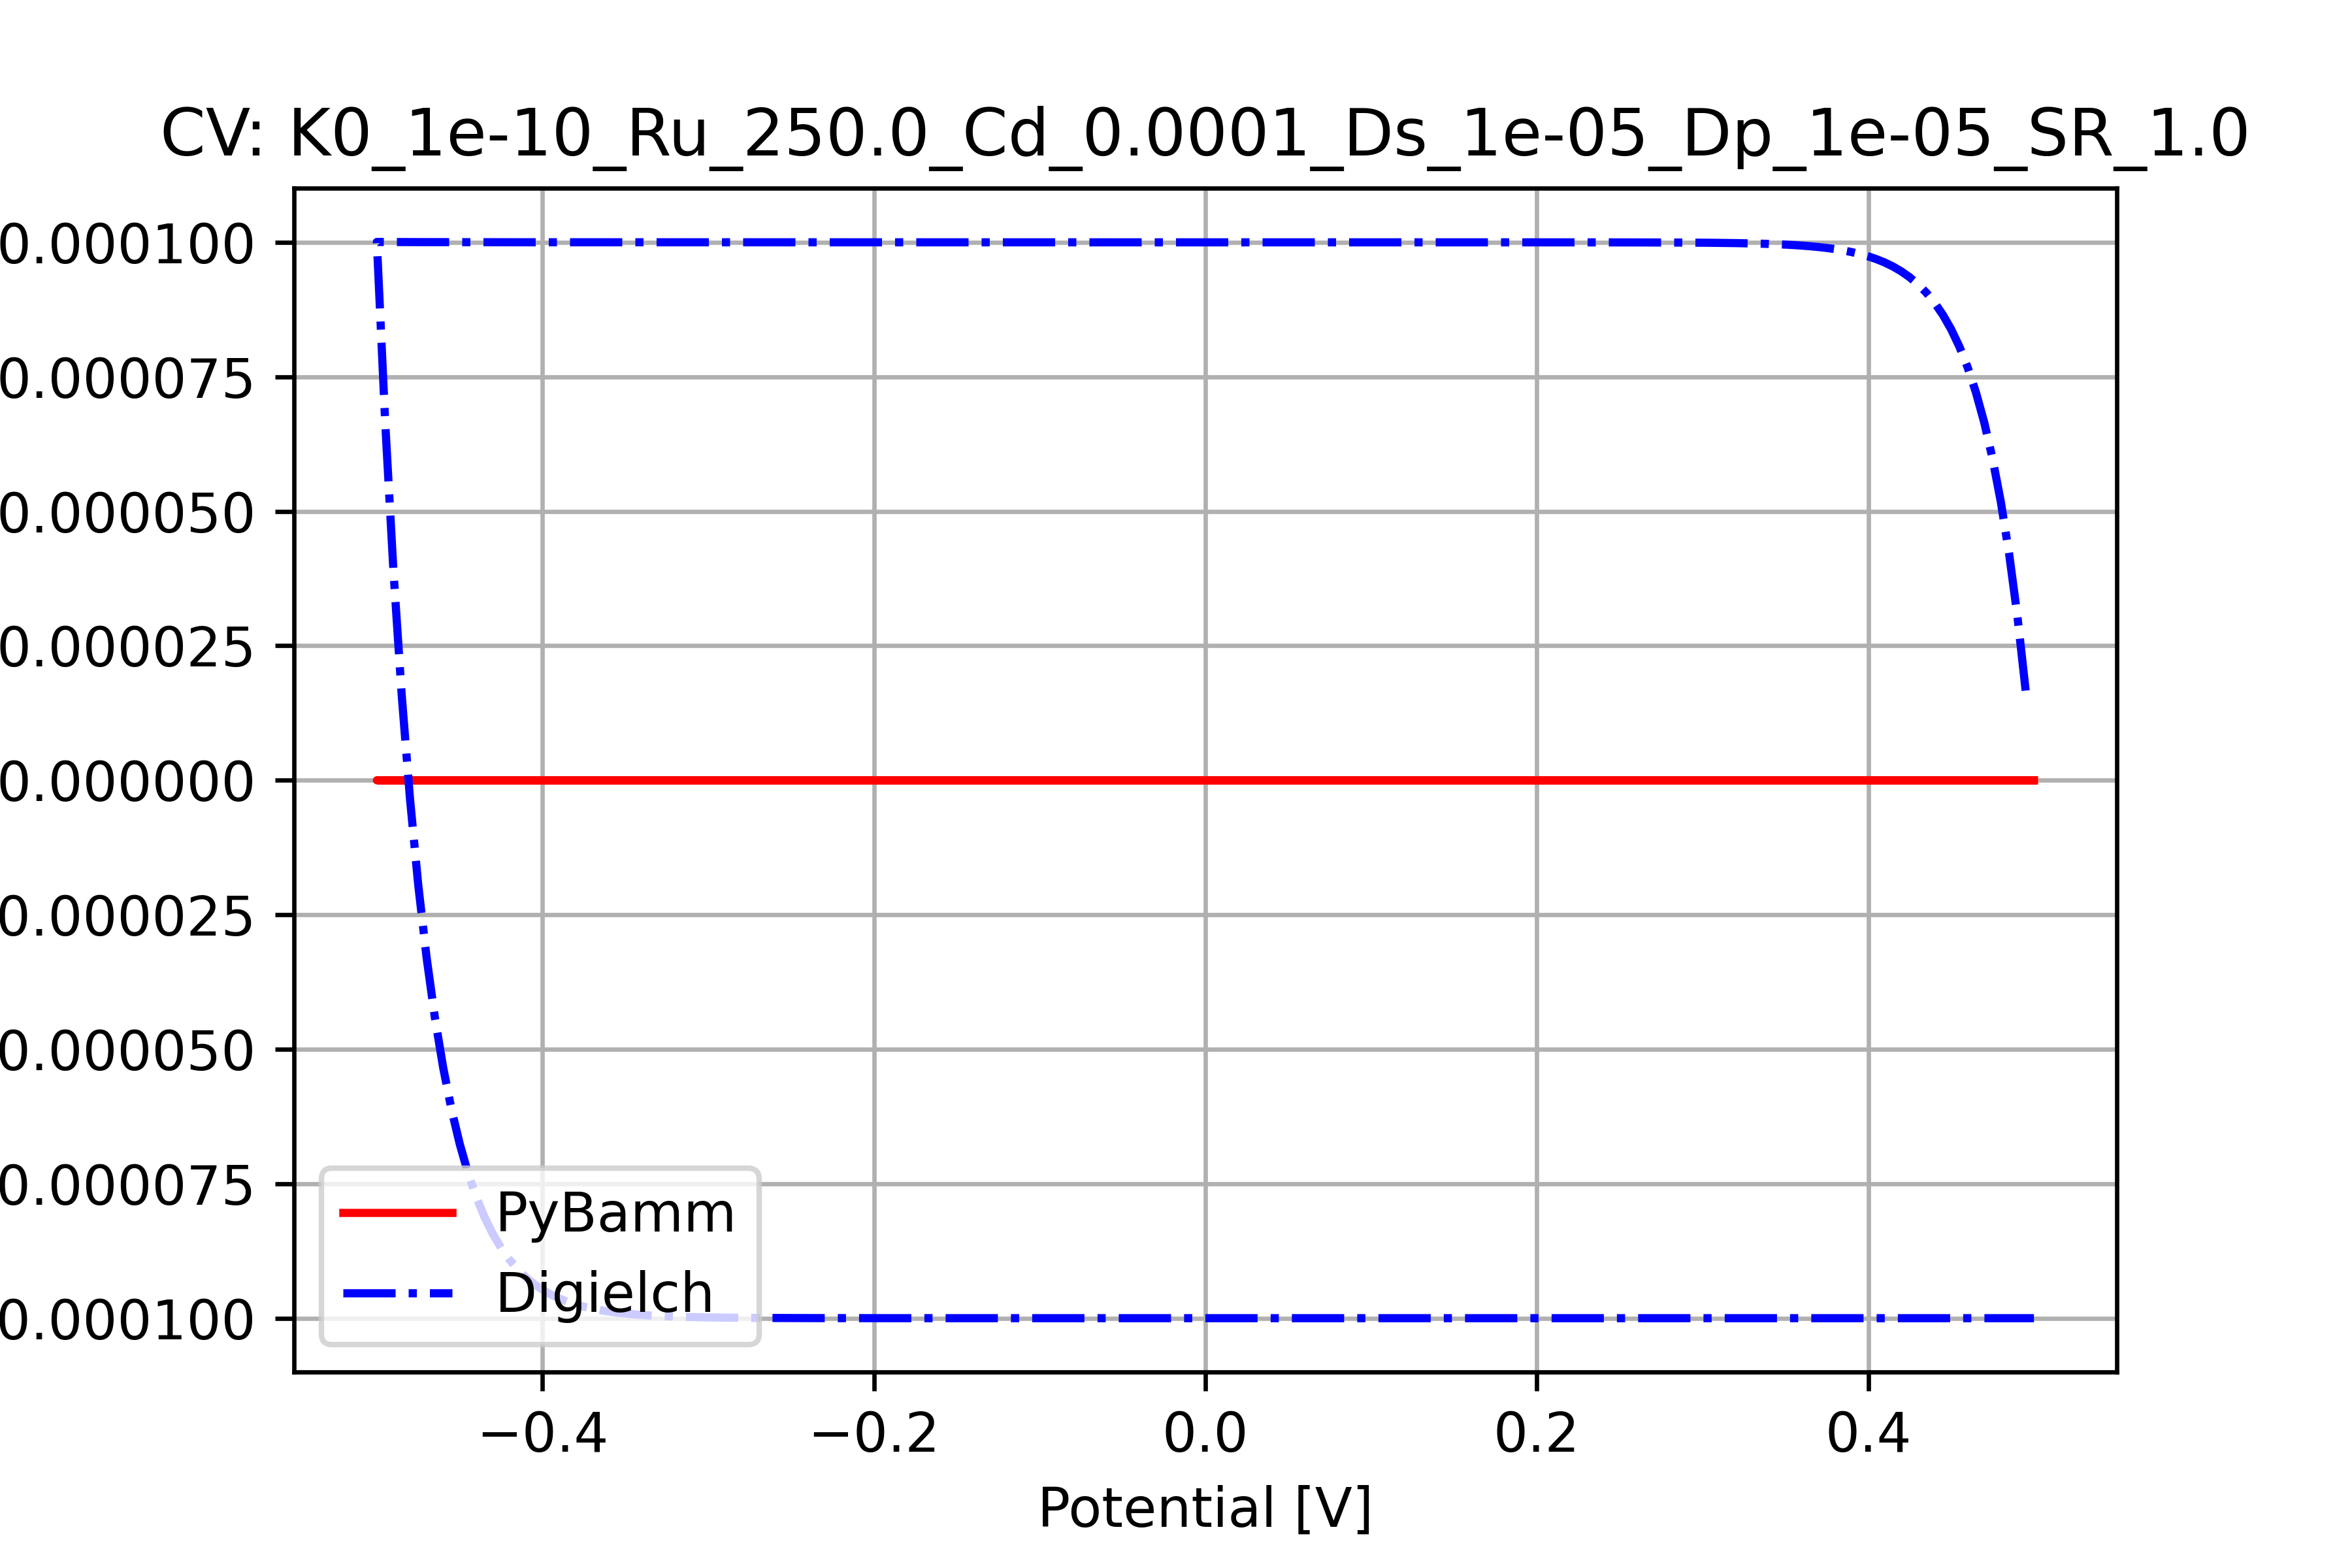 CV: K0_1e-10_Ru_250.0_Cd_0.0001_Ds_1e-05_Dp_1e-05_SR_1.0
0.000100
0.000075
0.000050
0.000025
0.000000
0.000025
0.000050
0.000075
0.000100
PyBamm
Digielch
−0.4 −0.2 0.0 0.2 0.4
Potential [V]